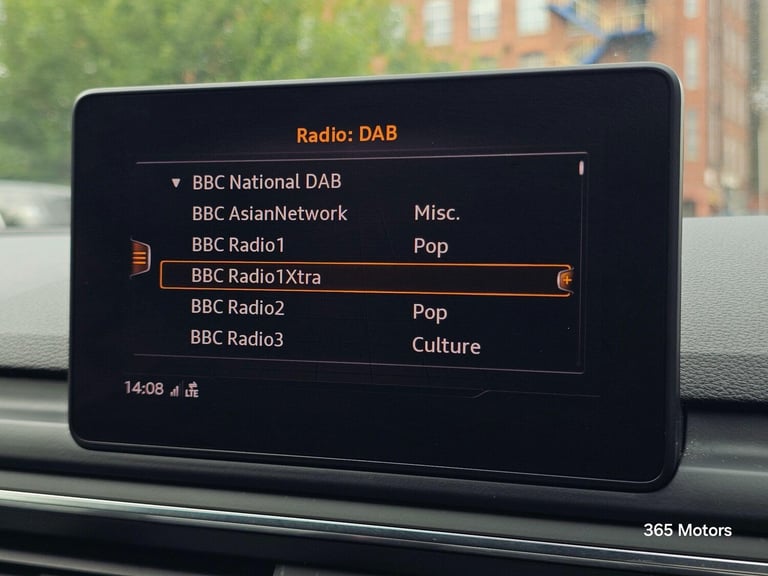 Radio: DAB
BBC National DAB
BBC AsianNetwork Misc.
BBC Radio1 Pop
BBC Radio1Xtra
BBC Radio2 Pop
BBC Radio3 Culture
14:08 LTE
365 Motors